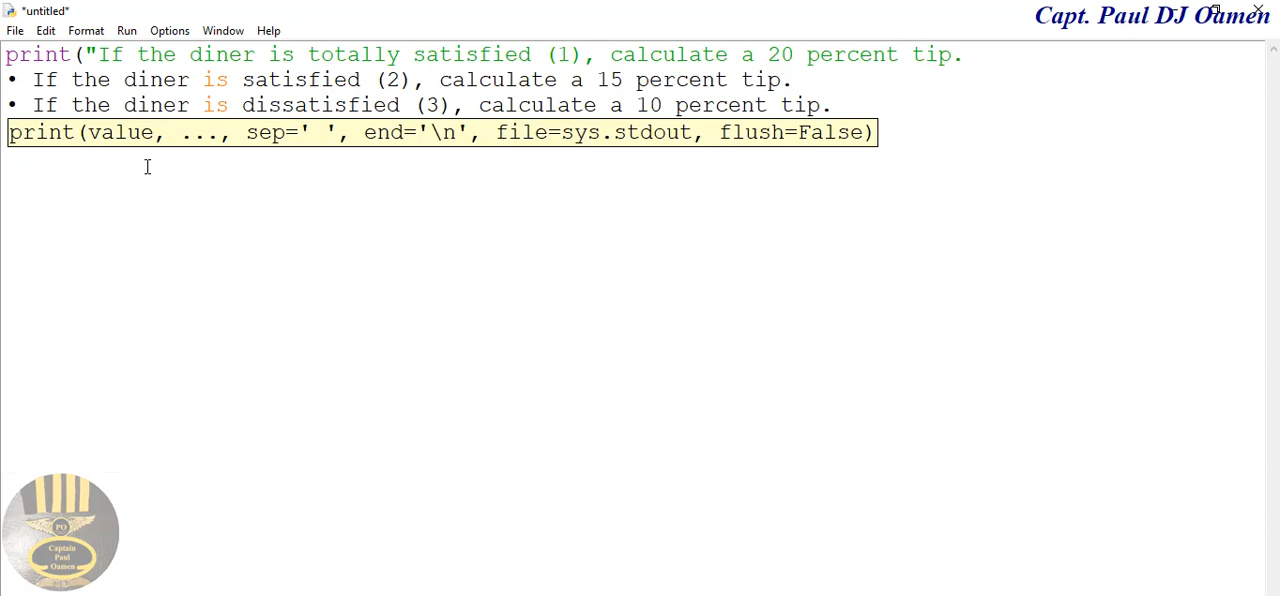 *untitled*
Capt. Paul DJ Oamen
File Edit Format Run Options Window Help
print("If the diner is totally satisfied (1), calculate a 20 percent tip.
• If the diner is satisfied (2), calculate a 15 percent tip.
• If the diner is dissatisfied (3), calculate a 10 percent tip.
print(value, ..., sep=' ', end='\n', file=sys.stdout, flush=False)
PO
Captain
Paul
Oamen